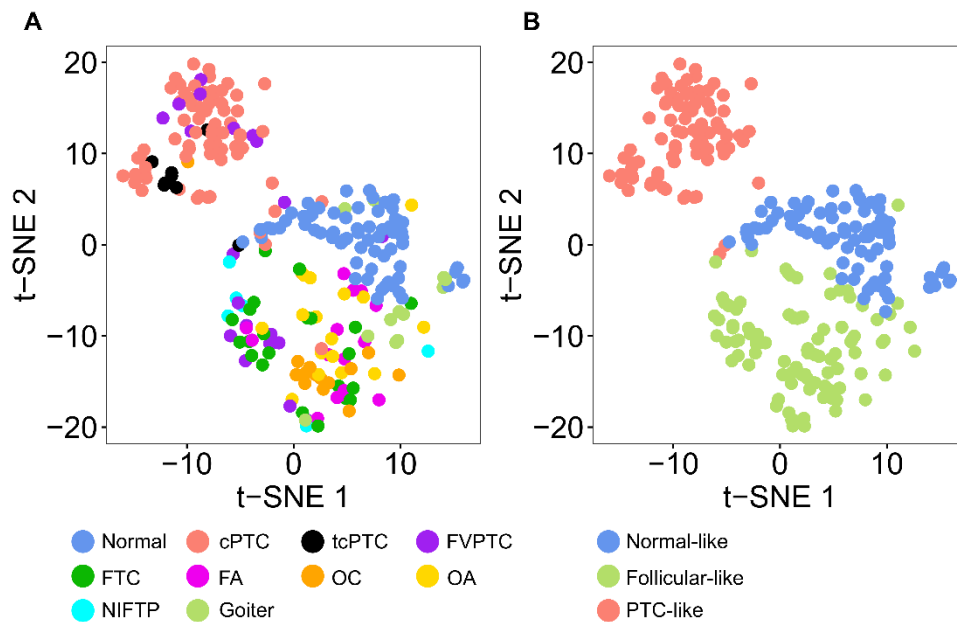 A
B
20
10
0
−10
−20
t−SNE 2
−10 0 10
t−SNE 1
20
10
0
−10
−20
t−SNE 2
−10 0 10
t−SNE 1
Normal cPTC tcPTC FVPTC
FTC FA OC OA
NIFTP Goiter
Normal-like
Follicular-like
PTC-like